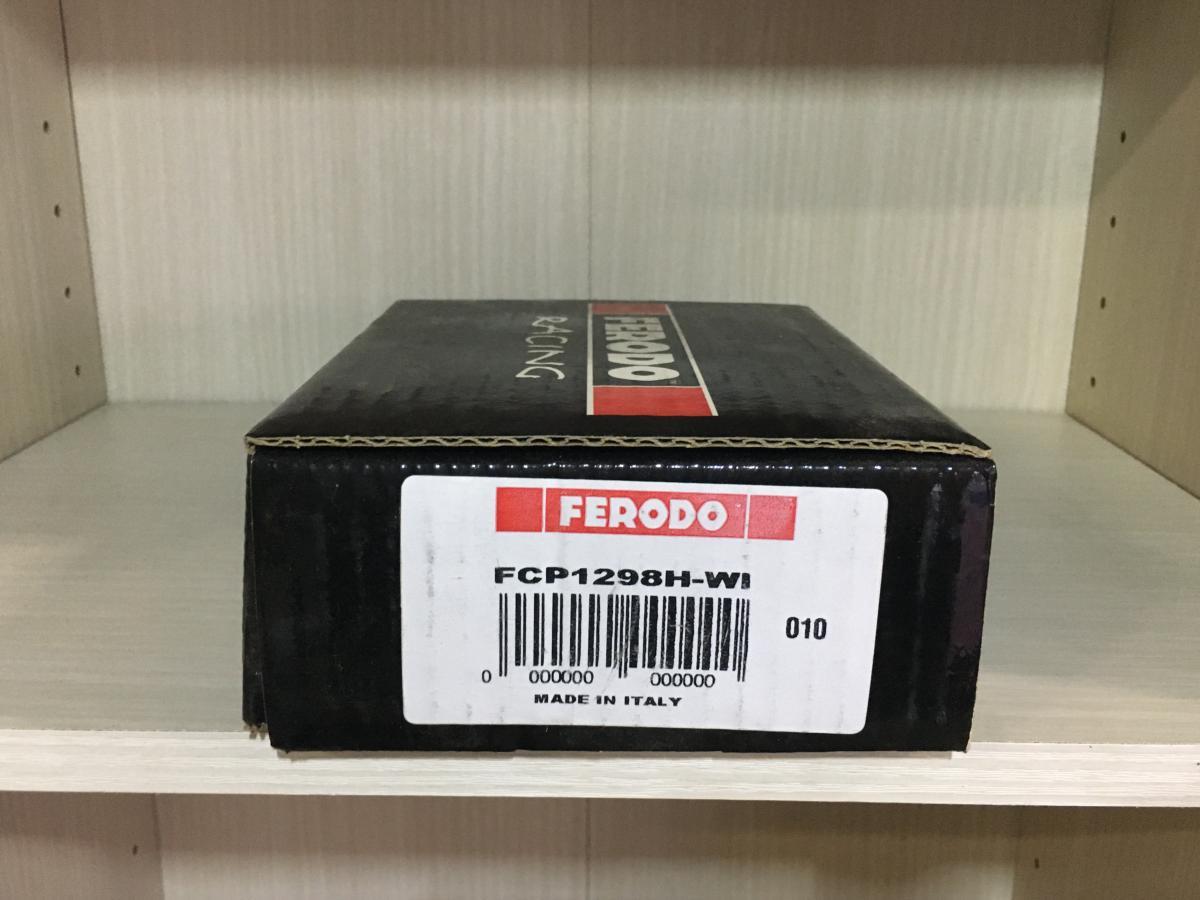 FERODO
RACING
FERODO
FCP1298H-WI
010
0 000000 000000
MADE IN ITALY